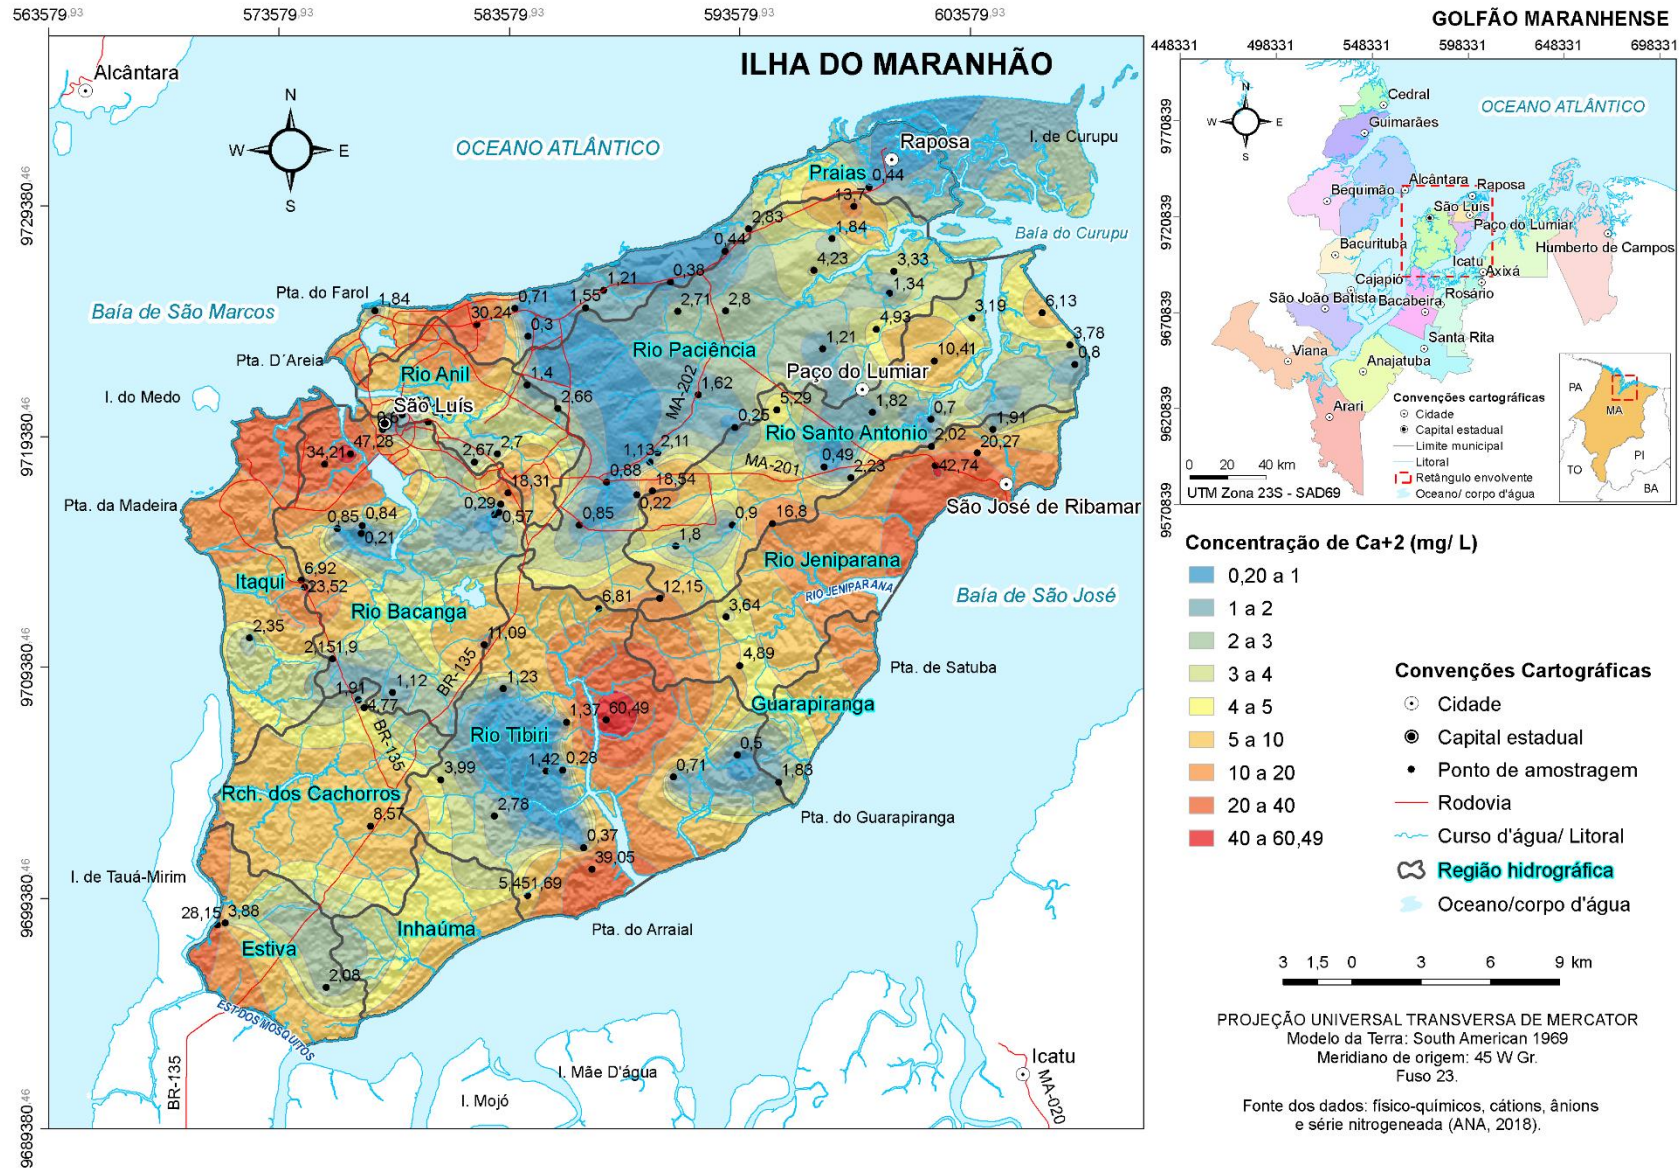 563579,93 573579,93 583579,93 593579,93 603579,93
GOLFÃO MARANHENSE
448331 498331 548331 598331 648331 698331
ILHA DO MARANHÃO
Alcântara
N
W E
S
OCEANO ATLÂNTICO
Raposa
I. de Curupu
Praias
0,44
13,7
2,83
1,84
0,44
Baía do Curupu
4,23
3,33
0,38
1,34
1,21
Pta. do Farol
1,84
0,71
1,55
2,71
2,8
3,19
6,13
Baía de São Marcos
30,24
0,3
4,93
3,78
Rio Paciência
1,21
0,8
Pta. D´Areia
10,41
Rio Anil
Paço do Lumiar
1,4
MA-202
1,62
I. do Medo
São Luís
2,66
5,29
1,82
0,7
0,25
1,91
47,28
Rio Santo Antonio
2,02
20,27
34,21
2,7
2,11
2,67
1,13
MA-201
0,49
2,23
42,74
0,88
Pta. da Madeira
18,31
18,54
São José de Ribamar
0,29
0,57
0,22
0,85
0,84
0,85
0,9
16,8
0,21
1,8
Rio Jeniparana
6,92
Itaqui
23,52
RIO JENIPARANA
Baía de São José
Rio Bacanga
6,81
12,15
3,64
2,35
11,09
2,151,9
BR-135
4,89
Pta. de Satuba
1,91
1,12
1,23
4,77
Guarapiranga
1,37
60,49
BR-135
Rio Tibiri
0,5
3,99
1,42
0,28
0,71
1,83
Rch. dos Cachorros
2,78
Pta. do Guarapiranga
8,57
0,37
39,05
I. de Tauá-Mirim
5,451,69
28,15
3,88
Inhaúma
Pta. do Arraial
Estiva
2,08
EST.DOS MOSQUITOS
BR-135
I. Mojó
I. Mãe D'água
Icatu
MA-020
9729380,46
9719380,46
9709380,46
9699380,46
9689380,46
N
W E
S
OCEANO ATLÂNTICO
Cedral
Guimarães
Alcântara
Raposa
Bequimão
São Luís
Paço do Lumiar
Bacurituba
Humberto de Campos
Icatu
Axixá
Cajapió
Rosário
São João Batista
Bacabeira
Santa Rita
Viana
Anajatuba
Arari
9770839
9720839
9670839
9620839
9570839
Convenções cartográficas
Cidade
Capital estadual
Limite municipal
Litoral
Retângulo envolvente
Oceano/ corpo d'água
0 20 40 km
UTM Zona 23S - SAD69
PA
MA
TO
PI
BA
Concentração de Ca+2 (mg/ L)
0,20 a 1
1 a 2
2 a 3
3 a 4
4 a 5
5 a 10
10 a 20
20 a 40
40 a 60,49
Convenções Cartográficas
Cidade
Capital estadual
Ponto de amostragem
Rodovia
Curso d'água/ Litoral
Região hidrográfica
Oceano/corpo d'água
3 1,5 0 3 6 9 km
PROJEÇÃO UNIVERSAL TRANSVERSA DE MERCATOR
Modelo da Terra: South American 1969
Meridiano de origem: 45 W Gr.
Fuso 23.
Fonte dos dados: físico-químicos, cátions, ânions
e série nitrogeneada (ANA, 2018).